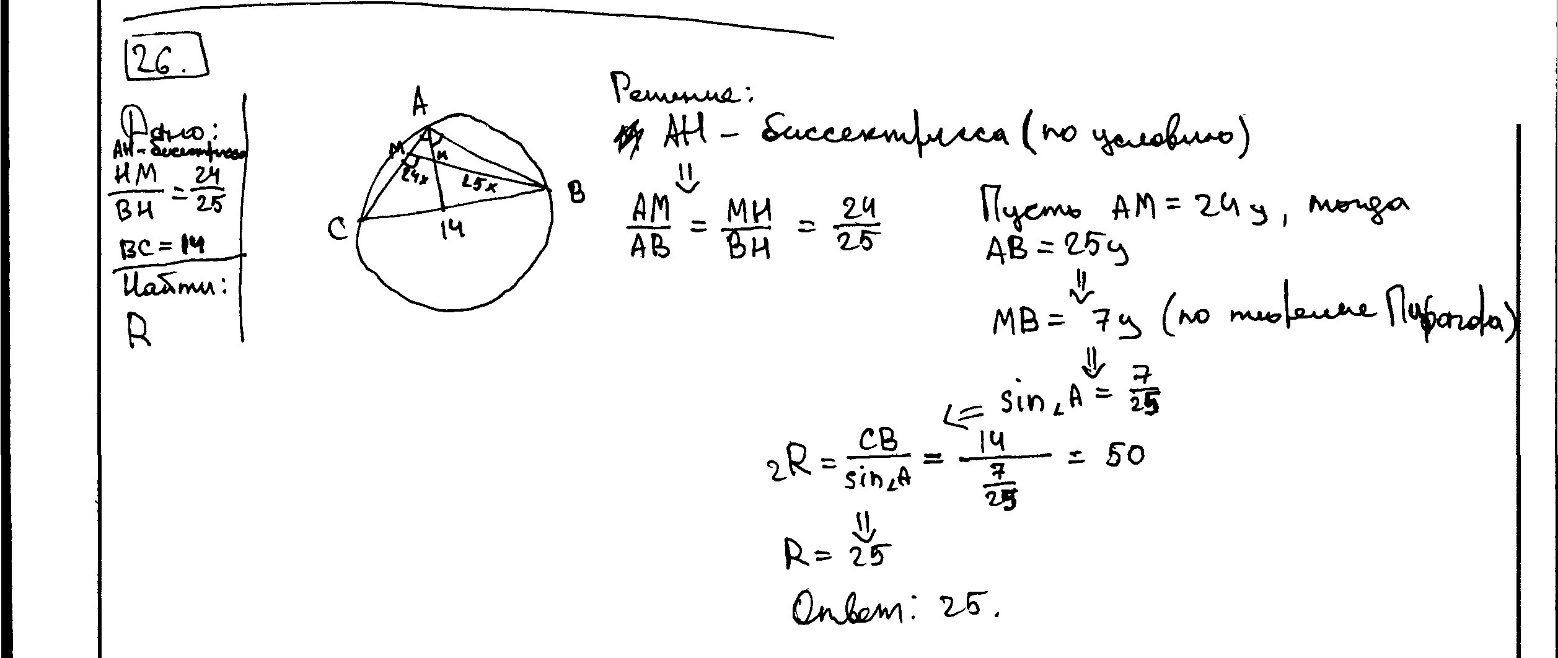 26.
Дано:
AH - биссектриса
HM/BH = 24/25
BC = 14
Найти:
R
A
M
H
24x
25x
B
C
14
Решение:
AH - биссектриса (по условию)
⇓
AM/AB = MH/BH = 24/25
Пусть AM = 24y, тогда
AB = 25y
⇓
MB = 7y (по теореме Пифагора)
⇓
⇐ sin∠A = 7/25
2R = CB/sin∠A = 14/(7/25) = 50
⇓
R = 25
Ответ: 25.